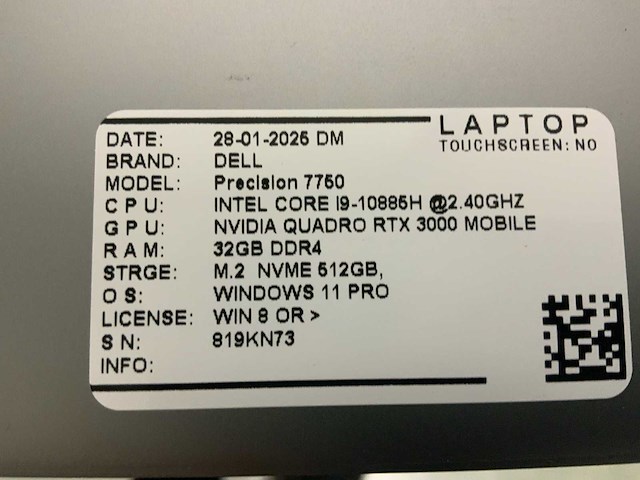 LAPTOP
TOUCHSCREEN: NO
DATE: 28-01-2025 DM
BRAND: DELL
MODEL: Precision 7750
CPU: INTEL CORE I9-10885H @2.40GHZ
GPU: NVIDIA QUADRO RTX 3000 MOBILE
RAM: 32GB DDR4
STRGE: M.2 NVME 512GB,
OS: WINDOWS 11 PRO
LICENSE: WIN 8 OR >
SN: 819KN73
INFO: